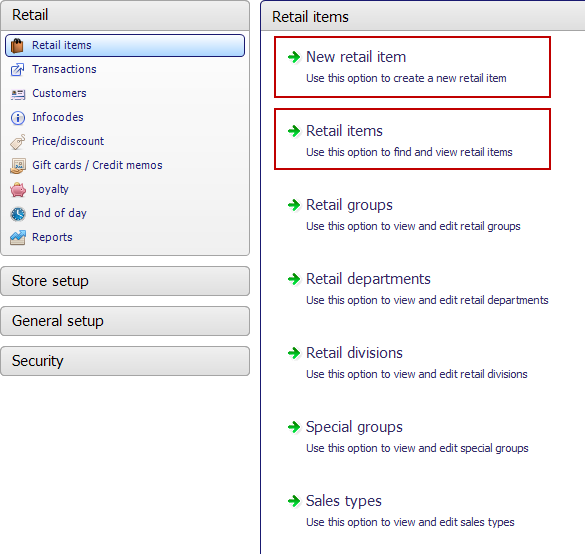 Retail
Retail items
Transactions
Customers
Infocodes
Price/discount
Gift cards / Credit memos
Loyalty
End of day
Reports
Store setup
General setup
Security
Retail items
New retail item
Use this option to create a new retail item
Retail items
Use this option to find and view retail items
Retail groups
Use this option to view and edit retail groups
Retail departments
Use this option to view and edit retail departments
Retail divisions
Use this option to view and edit retail divisions
Special groups
Use this option to view and edit special groups
Sales types
Use this option to view and edit sales types